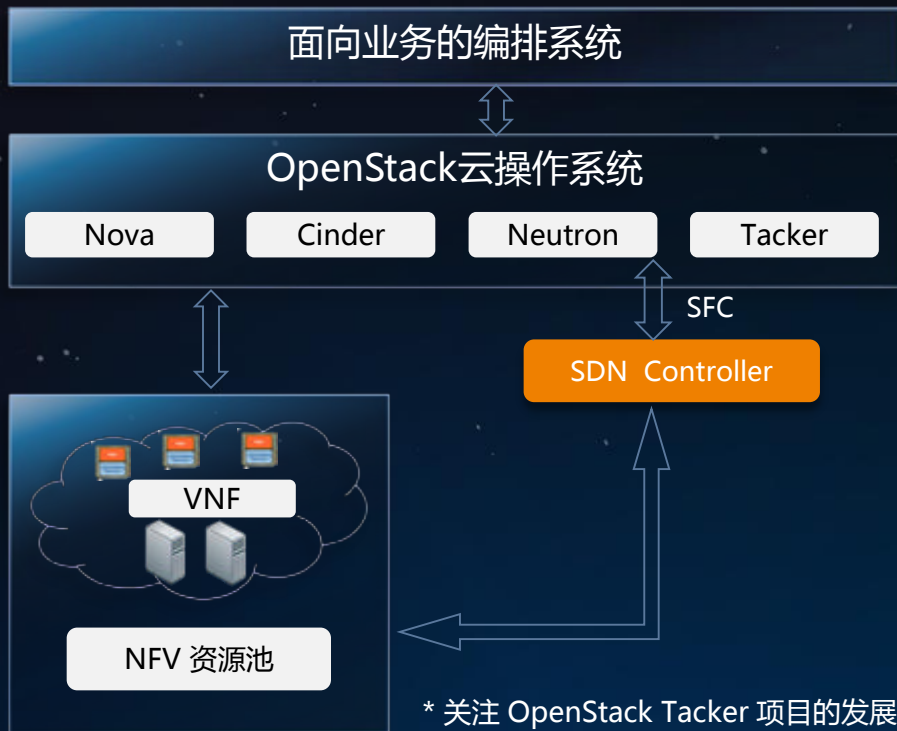 面向业务的编排系统
OpenStack云操作系统
Nova Cinder Neutron Tacker
SFC
SDN Controller
VNF
NFV 资源池
* 关注 OpenStack Tacker 项目的发展